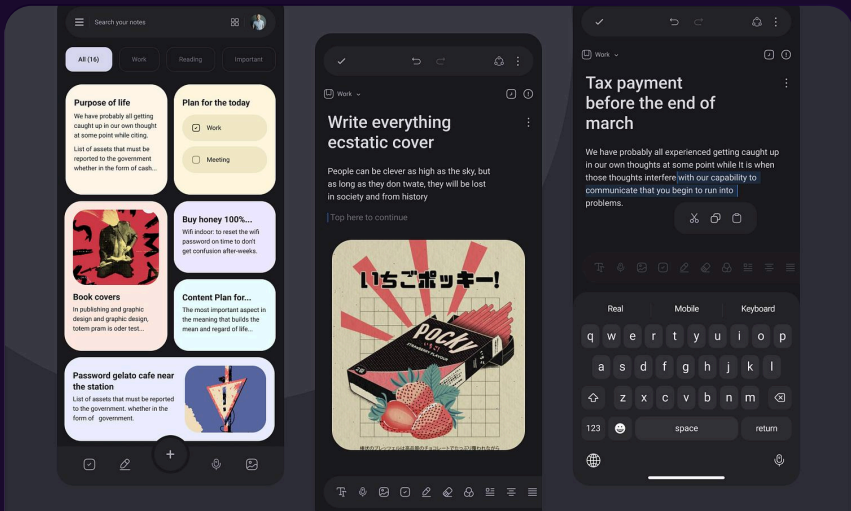 Search your notes
All (16)
Work
Reading
Important
Purpose of life
We have probably all getting
caught up in our own thought
at some point while citing.
List of assets that must be
reported to the government
whether in the form of cash...
Plan for the today
Work
Meeting
Buy honey 100%...
Wifi indoor: to reset the wifi
password on time to don't
get confusion after-weeks.
Book covers
In publishing and graphic
design and graphic design,
totem pram is oder test...
Content Plan for...
The most important aspect in
the meaning that builds the
mean and regard of life...
Password gelato cafe near
the station
List of assets that must be reported
to the government. whether in the
form of government.
Work
Write everything
ecstatic cover
People can be clever as high as the sky, but
as long as they don twate, they will be lost
in society and from history
Top here to continue
いちごポッキー!
POCKY
いちご
STRAWBERRY FLAVOUR
Work
Tax payment
before the end of
march
We have probably all experienced getting caught up
in our own thoughts at some point while It is when
those thoughts interfere with our capability to
communicate that you begin to run into
problems.
Real Mobile Keyboard
q w e r t y u i o p
a s d f g h j k l
z x c v b n m
123 space return